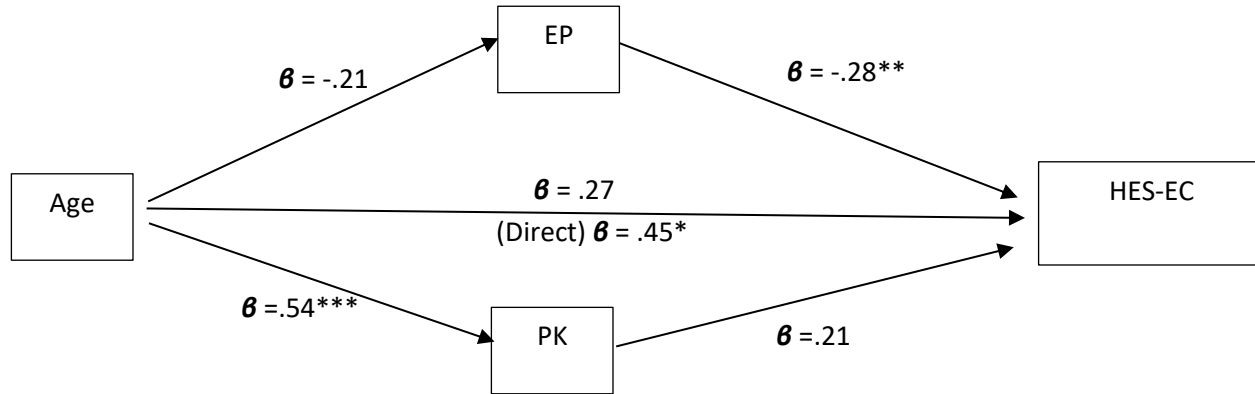 EP
β = -.21
β = -.28**
Age
β = .27
HES-EC
(Direct) β = .45*
β =.54***
PK
β =.21